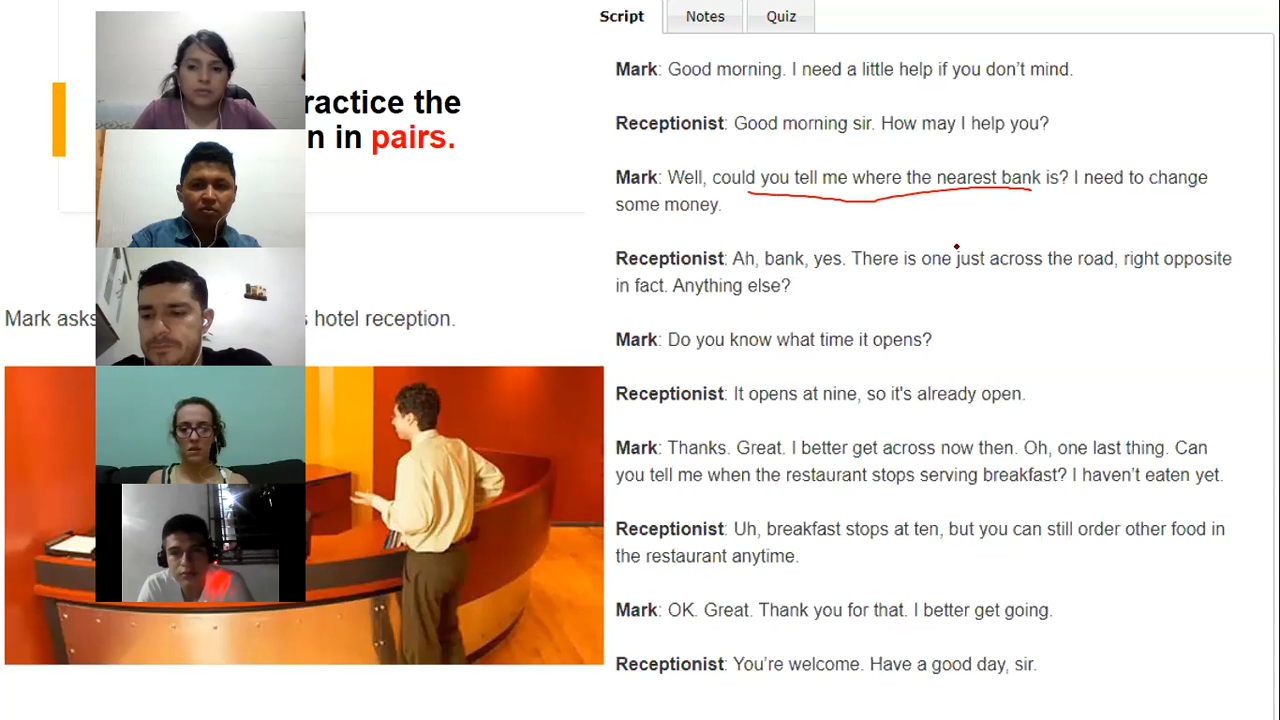 Script Notes Quiz
ractice the
n in pairs.
Mark asks
hotel reception.
Mark: Good morning. I need a little help if you don’t mind.
Receptionist: Good morning sir. How may I help you?
Mark: Well, could you tell me where the nearest bank is? I need to change
some money.
Receptionist: Ah, bank, yes. There is one just across the road, right opposite
in fact. Anything else?
Mark: Do you know what time it opens?
Receptionist: It opens at nine, so it's already open.
Mark: Thanks. Great. I better get across now then. Oh, one last thing. Can
you tell me when the restaurant stops serving breakfast? I haven’t eaten yet.
Receptionist: Uh, breakfast stops at ten, but you can still order other food in
the restaurant anytime.
Mark: OK. Great. Thank you for that. I better get going.
Receptionist: You’re welcome. Have a good day, sir.